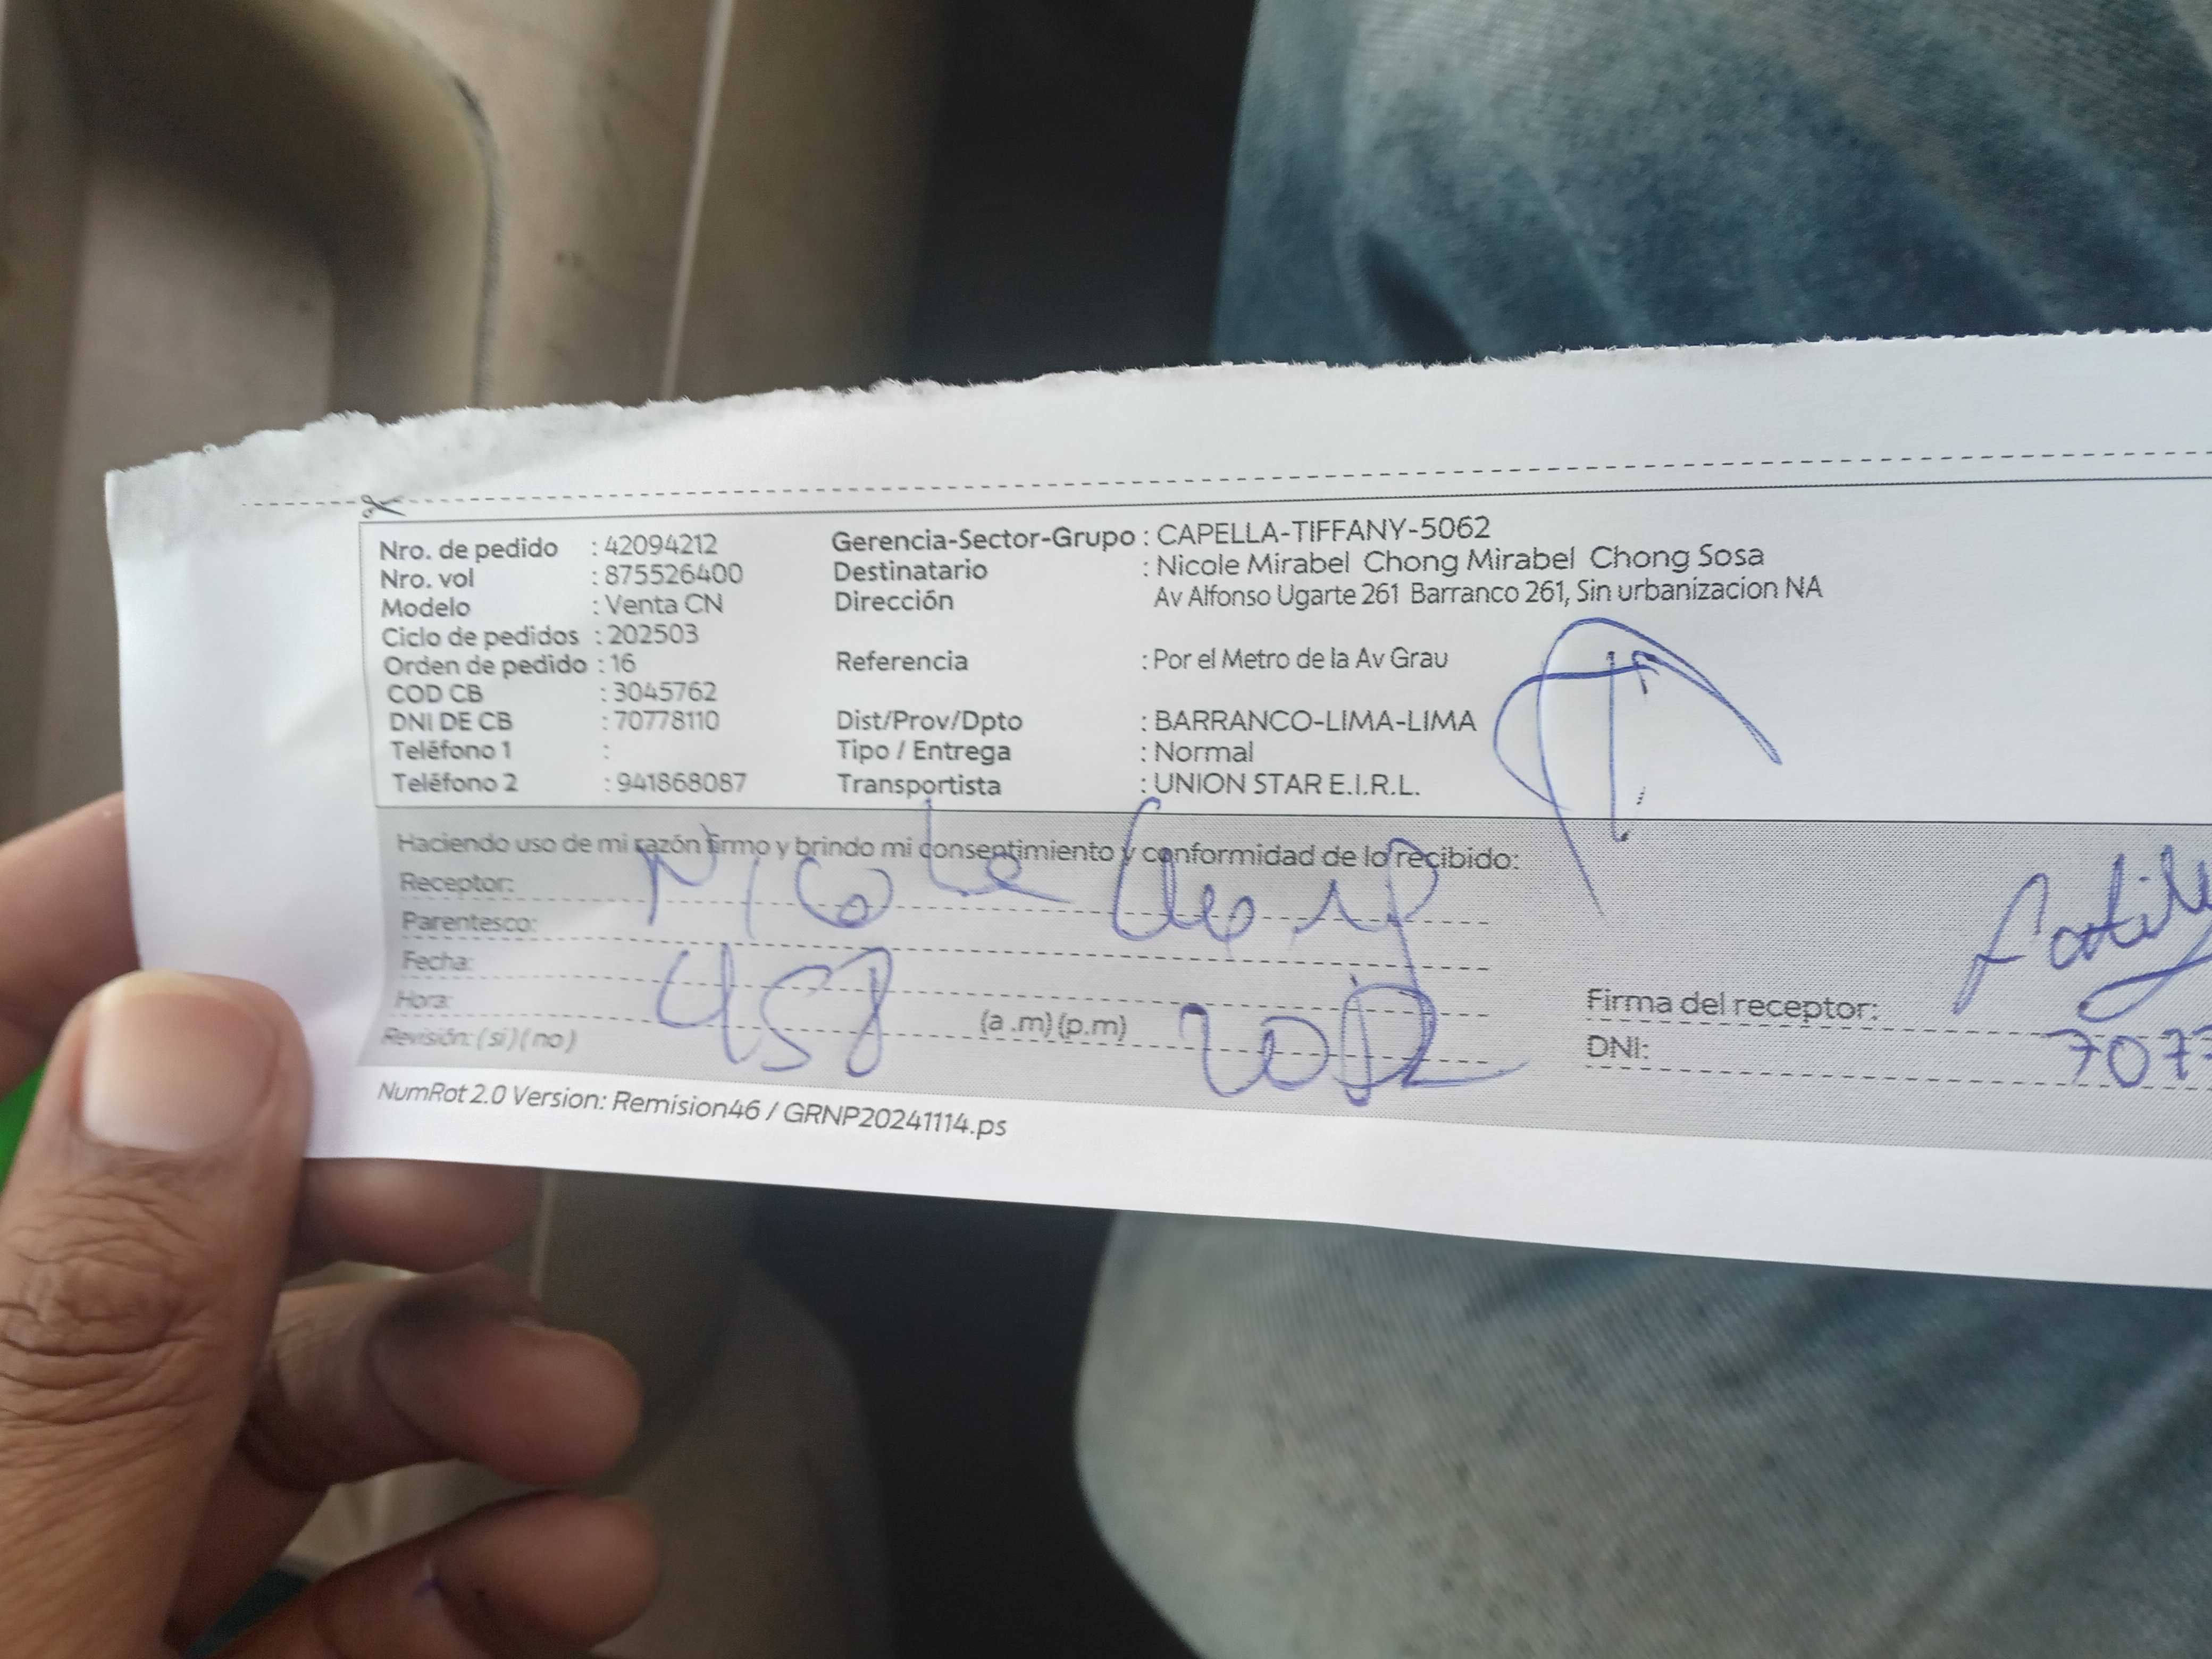 Nro. de pedido : 42094212 Gerencia-Sector-Grupo : CAPELLA-TIFFANY-5062
Nro. vol : 875526400 Destinatario : Nicole Mirabel Chong Mirabel Chong Sosa
Modelo : Venta CN Dirección Av Alfonso Ugarte 261 Barranco 261, Sin urbanizacion NA
Ciclo de pedidos : 202503
Orden de pedido : 16 Referencia : Por el Metro de la Av Grau
COD CB : 3045762
DNI DE CB : 70778110 Dist/Prov/Dpto : BARRANCO-LIMA-LIMA
Teléfono 1 : Tipo / Entrega : Normal
Teléfono 2 : 941868087 Transportista : UNION STAR E.I.R.L.
Haciendo uso de mi razón firmo y brindo mi consentimiento y conformidad de lo recibido:
Receptor: Nicole Chong
Parentesco:
Fecha:
Hora: 458 (a .m) (p.m)
Revisión: ( si ) ( no )
Firma del receptor:
DNI: 707
NumRot 2.0 Version: Remision46 / GRNP20241114.ps